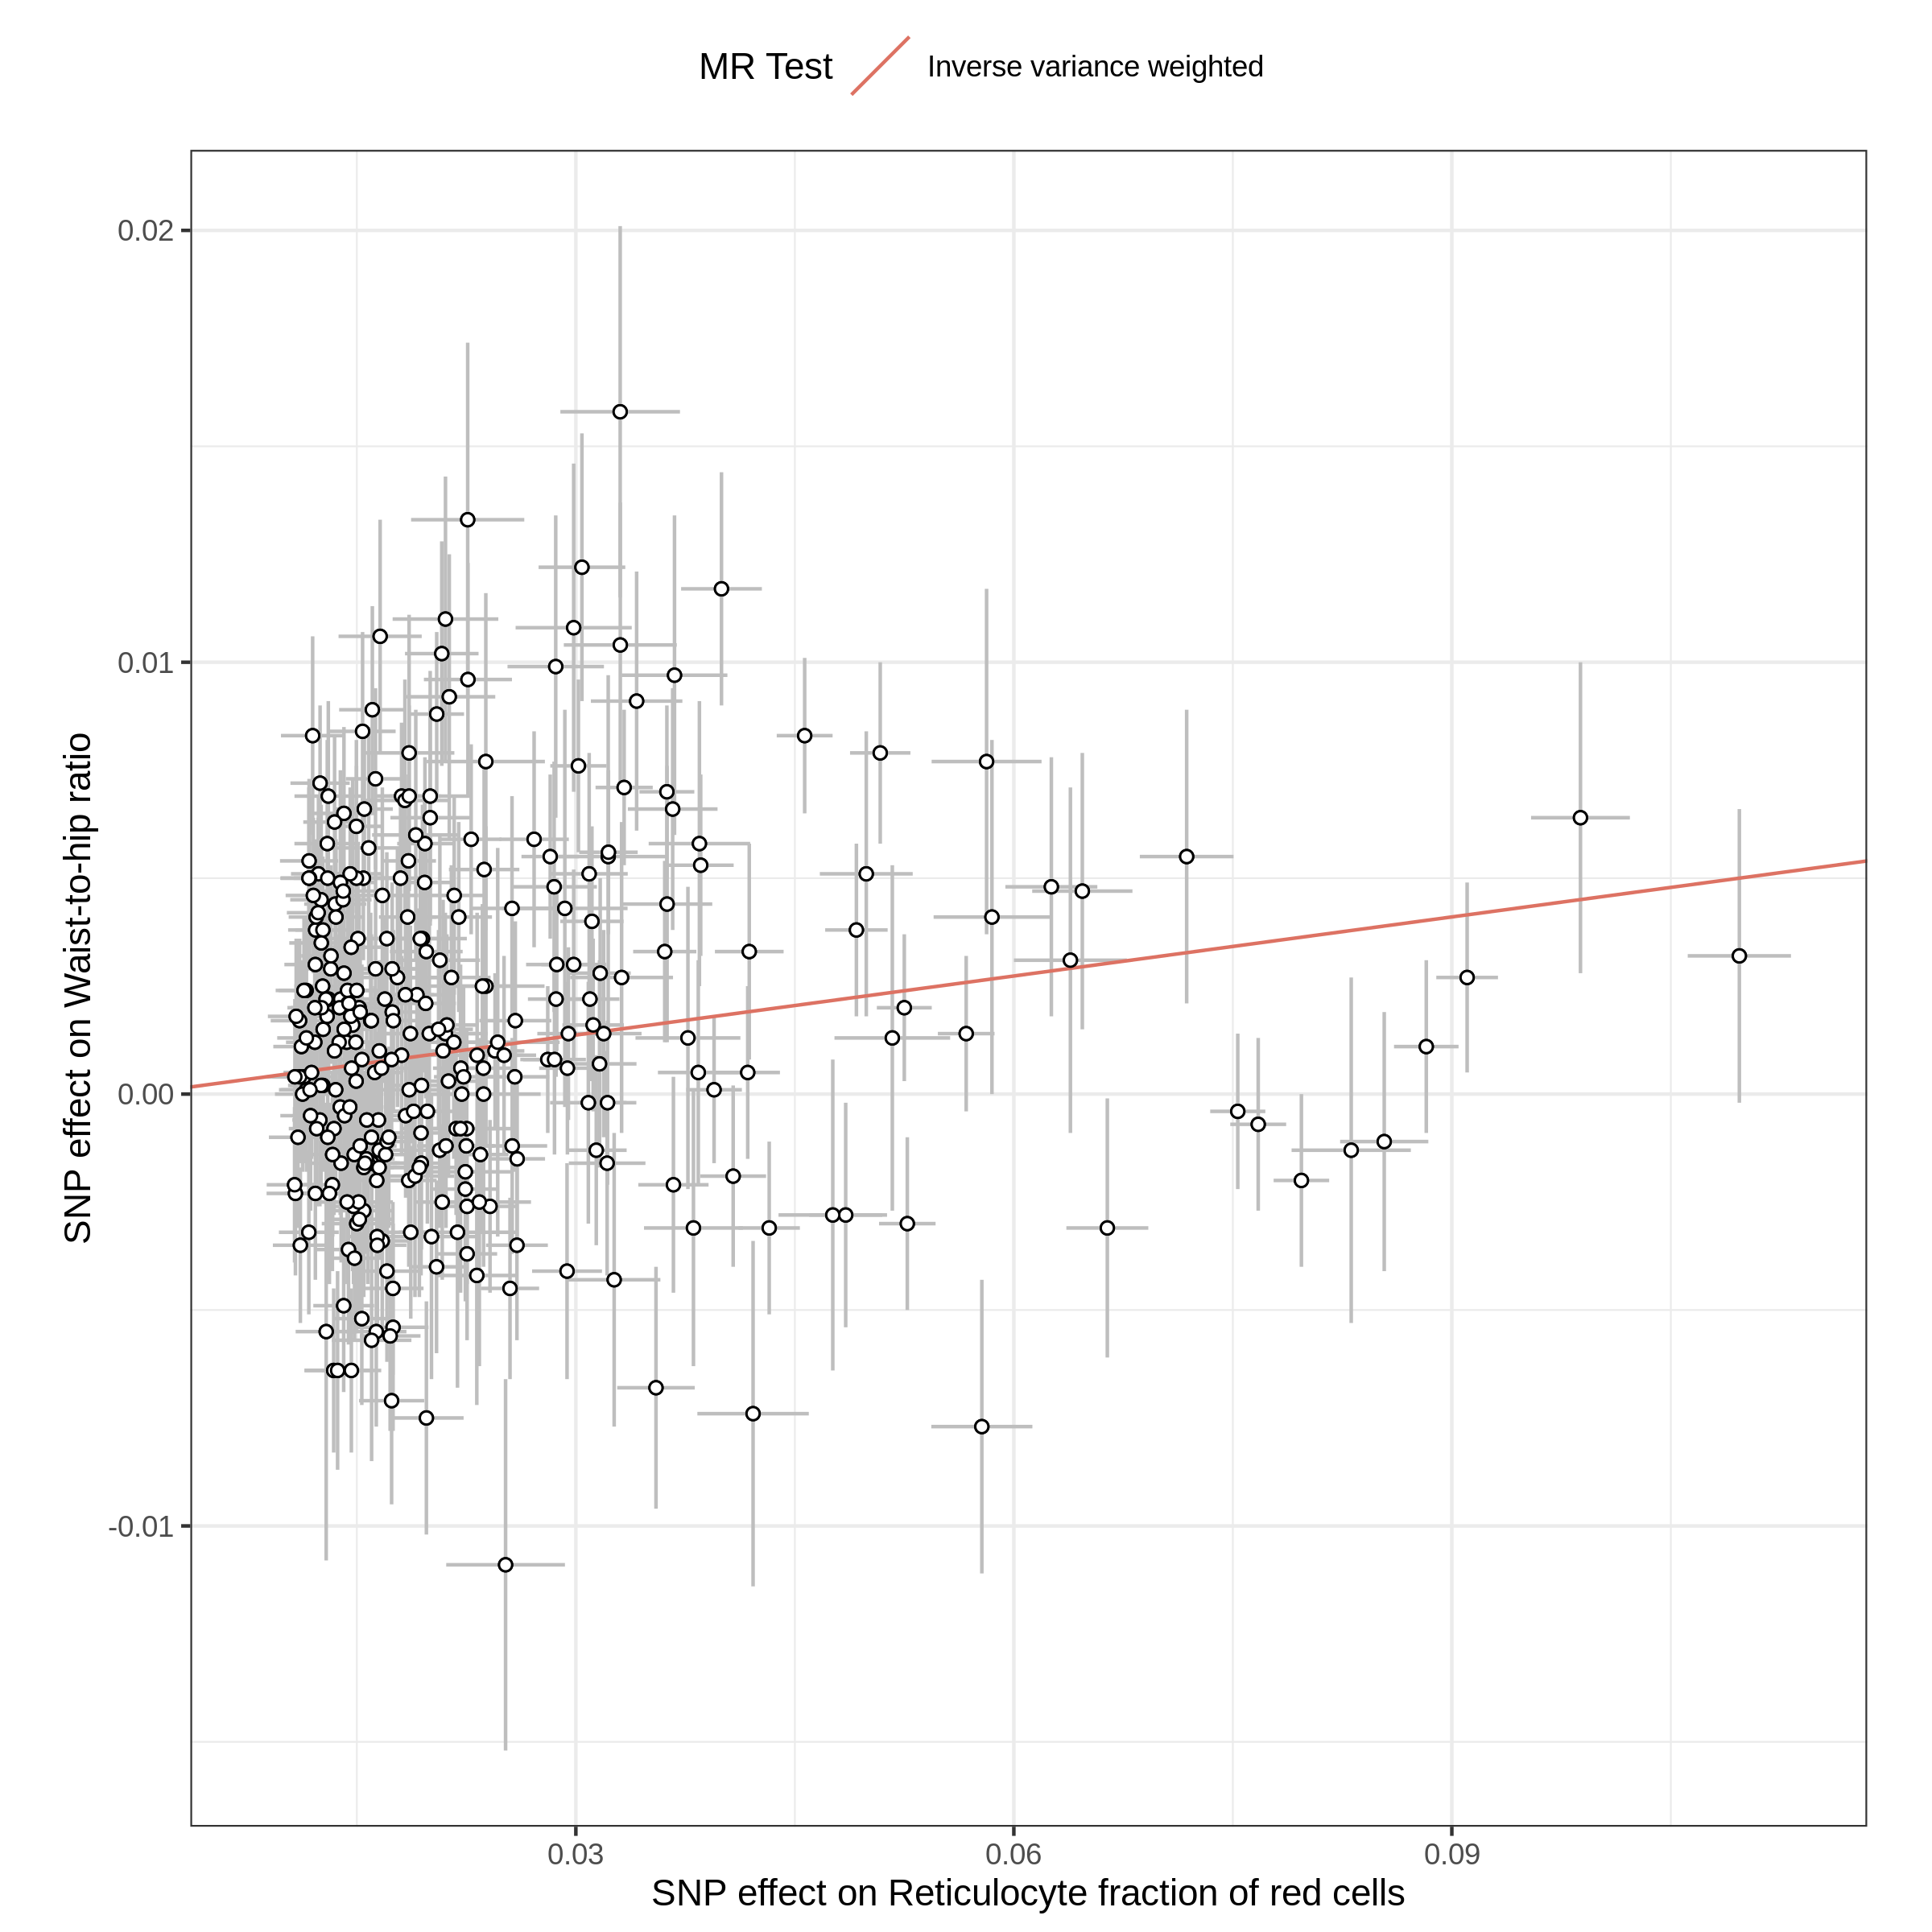 MR Test
Inverse variance weighted
0.02
0.01
0.00
-0.01
SNP effect on Waist-to-hip ratio
0.03
0.06
0.09
SNP effect on Reticulocyte fraction of red cells